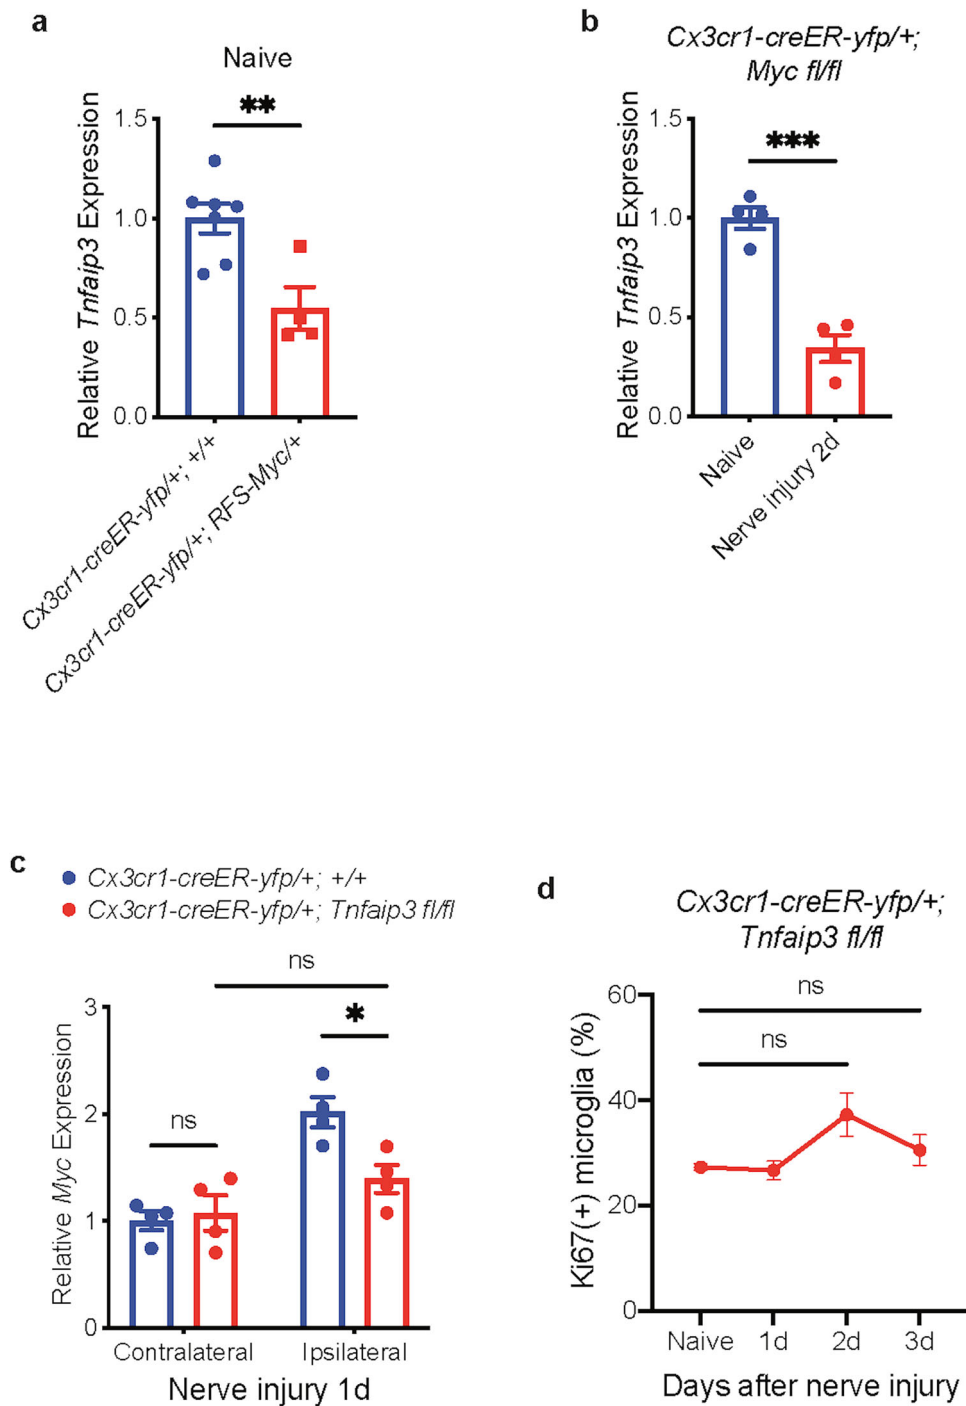 a
Naive
**
Relative Tnfaip3 Expression
1.5
1.0
0.5
0.0
Cx3cr1-creER-yfp/+; +/+
Cx3cr1-creER-yfp/+; RFS-Myc/+
b
Cx3cr1-creER-yfp/+;
Myc fl/fl
***
Relative Tnfaip3 Expression
1.5
1.0
0.5
0.0
Naive
Nerve injury 2d
c
Cx3cr1-creER-yfp/+; +/+
Cx3cr1-creER-yfp/+; Tnfaip3 fl/fl
ns
*
ns
Relative Myc Expression
3
2
1
0
Contralateral
Ipsilateral
Nerve injury 1d
d
Cx3cr1-creER-yfp/+;
Tnfaip3 fl/fl
ns
ns
Ki67(+) microglia (%)
60
40
20
0
Naive
1d
2d
3d
Days after nerve injury